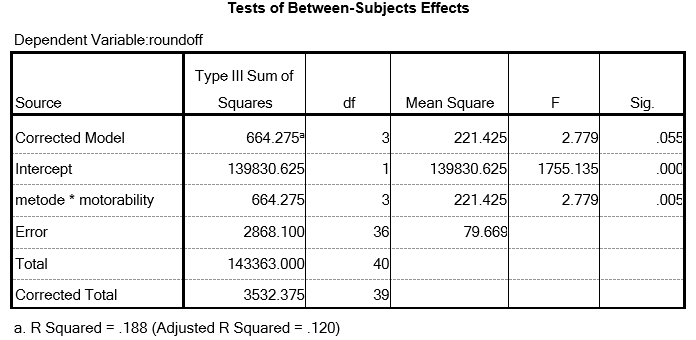 Tests of Between-Subjects Effects
Dependent Variable:roundoff
Source Type III Sum of Squares df Mean Square F Sig.
Corrected Model 664.275a 3 221.425 2.779 .055
Intercept 139830.625 1 139830.625 1755.135 .000
metode * motorability 664.275 3 221.425 2.779 .005
Error 2868.100 36 79.669
Total 143363.000 40
Corrected Total 3532.375 39
a. R Squared = .188 (Adjusted R Squared = .120)